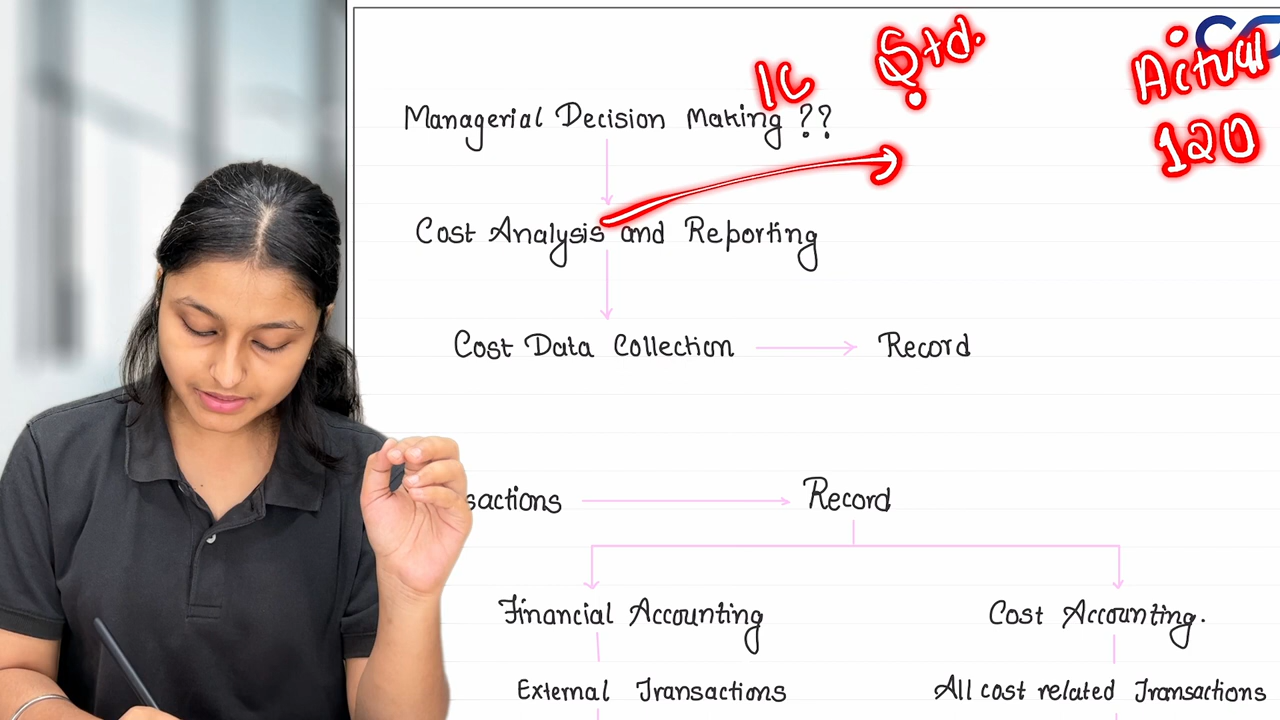 Std.
Actual
Managerial Decision Making ??
120
Cost Analysis and Reporting
Cost Data Collection Record
sactions Record
Financial Accounting Cost Accounting.
External Transactions All cost related Transactions